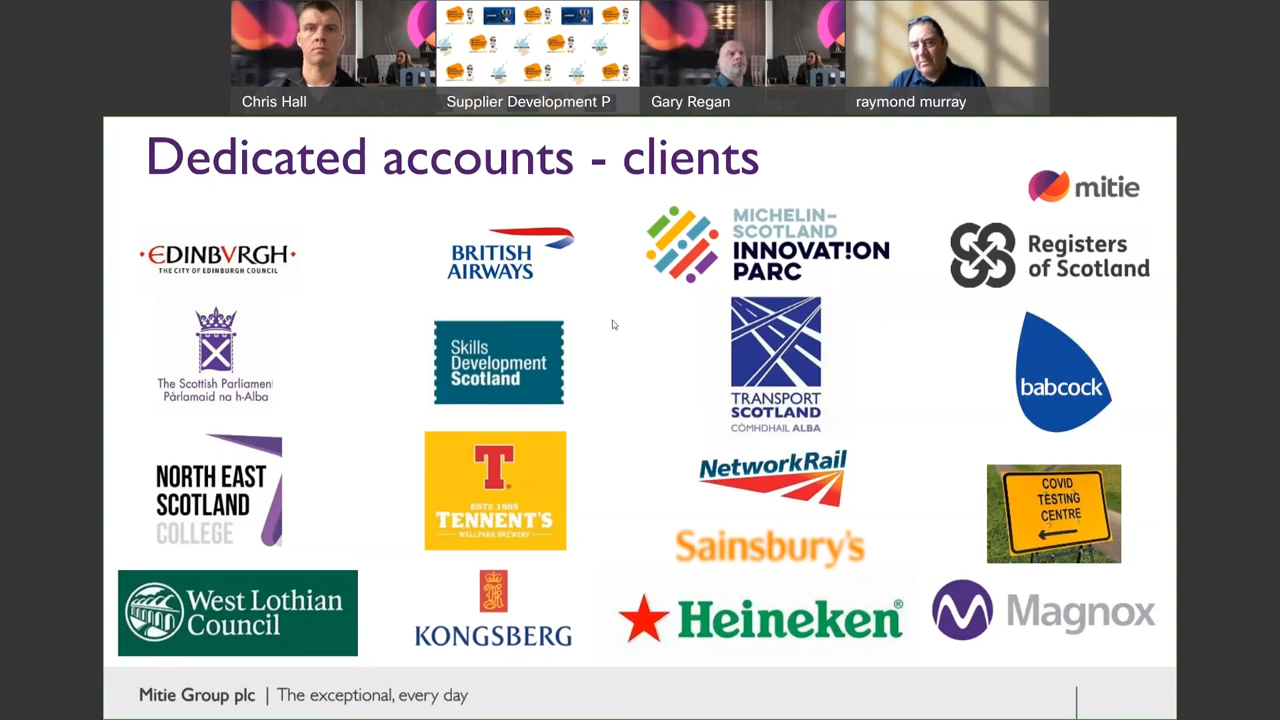 Chris Hall
Supplier Development P
Gary Regan
raymond murray
Dedicated accounts - clients
mitie
EDINBVRGH
THE CITY OF EDINBURGH COUNCIL
BRITISH
AIRWAYS
MICHELIN-
SCOTLAND
INNOVAT!ON
PARC
Registers
of Scotland
The Scottish Parliament
Pàrlamaid na h-Alba
Skills
Development
Scotland
TRANSPORT
SCOTLAND
CÒMHDHAIL ALBA
babcock
NORTH EAST
SCOTLAND
COLLEGE
T
ESTD 1885
TENNENT'S
WELLPARK BREWERY
NetworkRail
Sainsbury's
COVID
TESTING
CENTRE
West Lothian
Council
KONGSBERG
Heineken®
Magnox
Mitie Group plc | The exceptional, every day